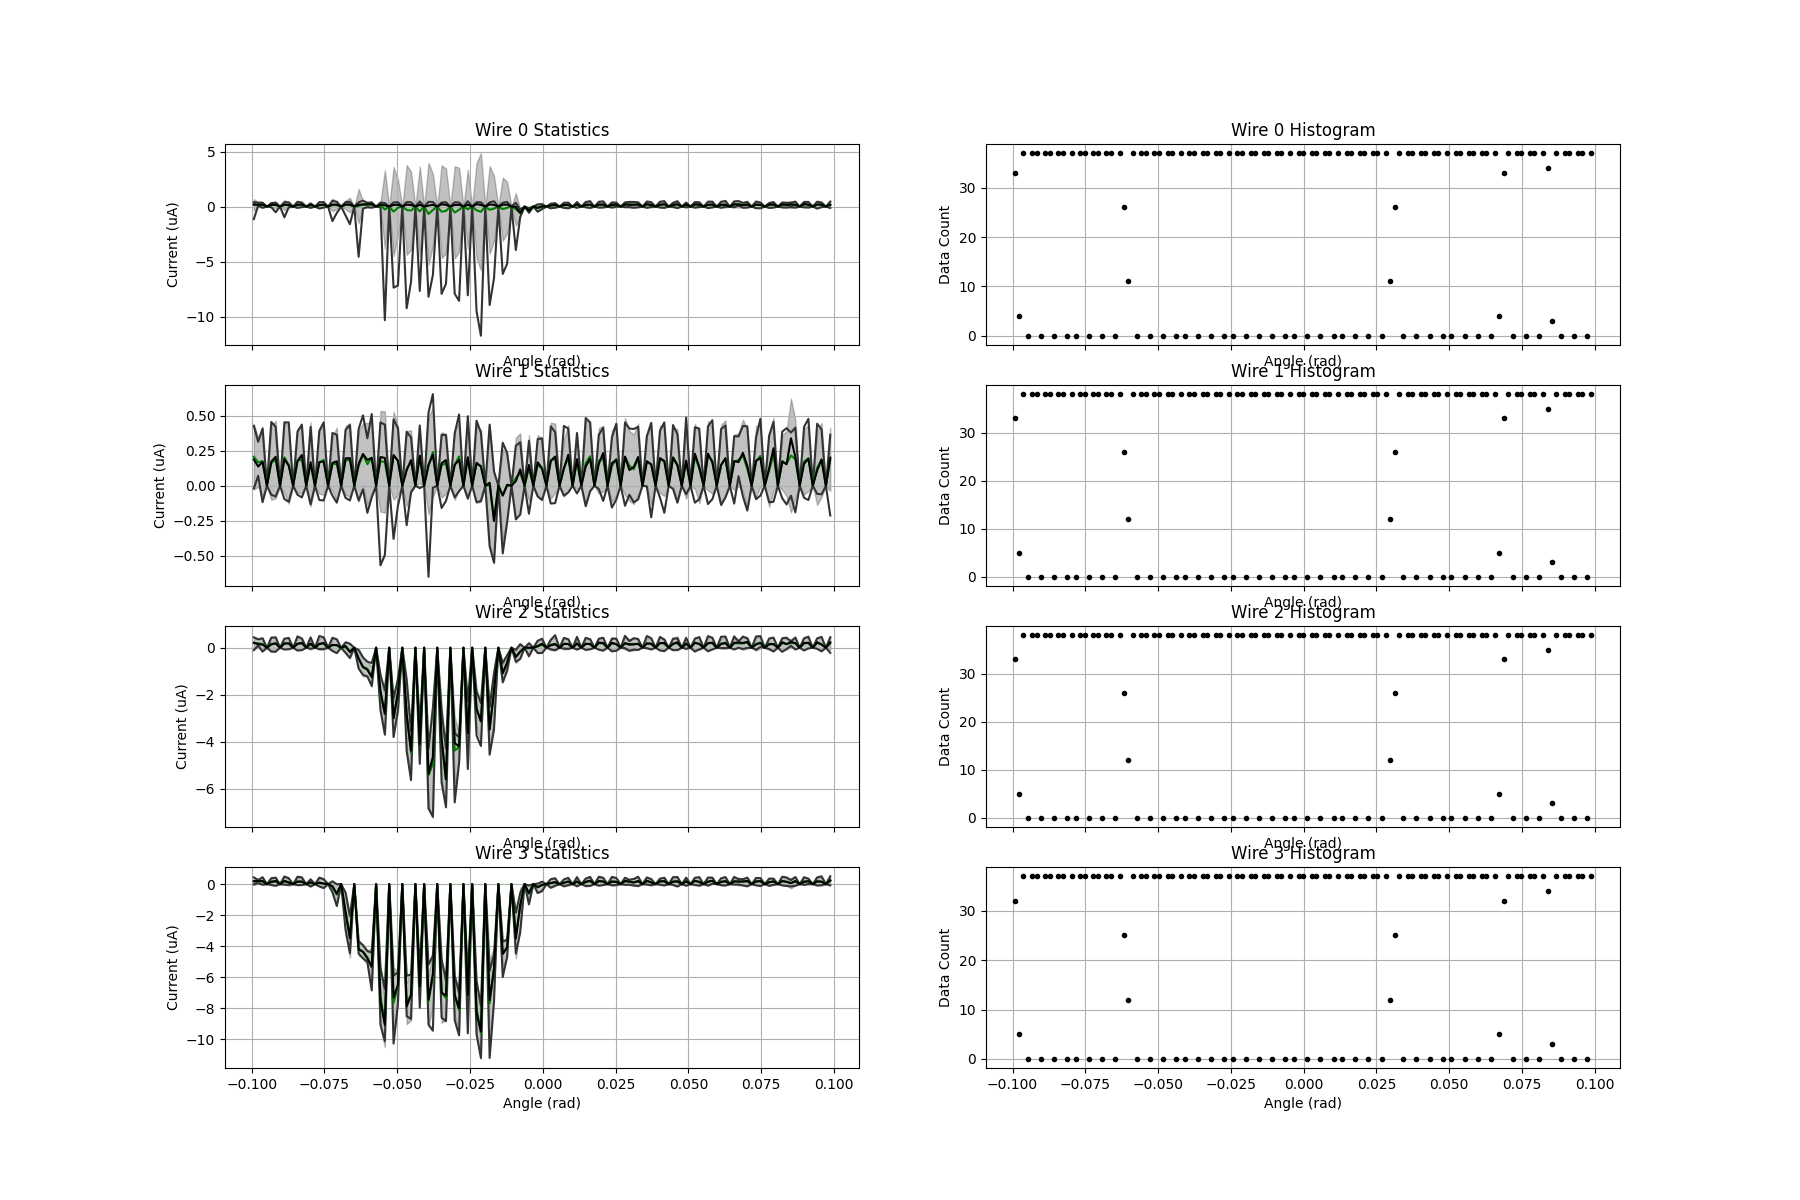 Wire 0 Statistics
5
0
−5
−10
Current (uA)
Angle (rad)
Wire 0 Histogram
30
20
10
0
Data Count
Angle (rad)
Wire 1 Statistics
0.50
0.25
0.00
−0.25
−0.50
Current (uA)
Angle (rad)
Wire 1 Histogram
30
20
10
0
Data Count
Angle (rad)
Wire 2 Statistics
0
−2
−4
−6
Current (uA)
Angle (rad)
Wire 2 Histogram
30
20
10
0
Data Count
Angle (rad)
Wire 3 Statistics
0
−2
−4
−6
−8
−10
Current (uA)
−0.100 −0.075 −0.050 −0.025 0.000 0.025 0.050 0.075 0.100
Angle (rad)
Wire 3 Histogram
30
20
10
0
Data Count
−0.100 −0.075 −0.050 −0.025 0.000 0.025 0.050 0.075 0.100
Angle (rad)